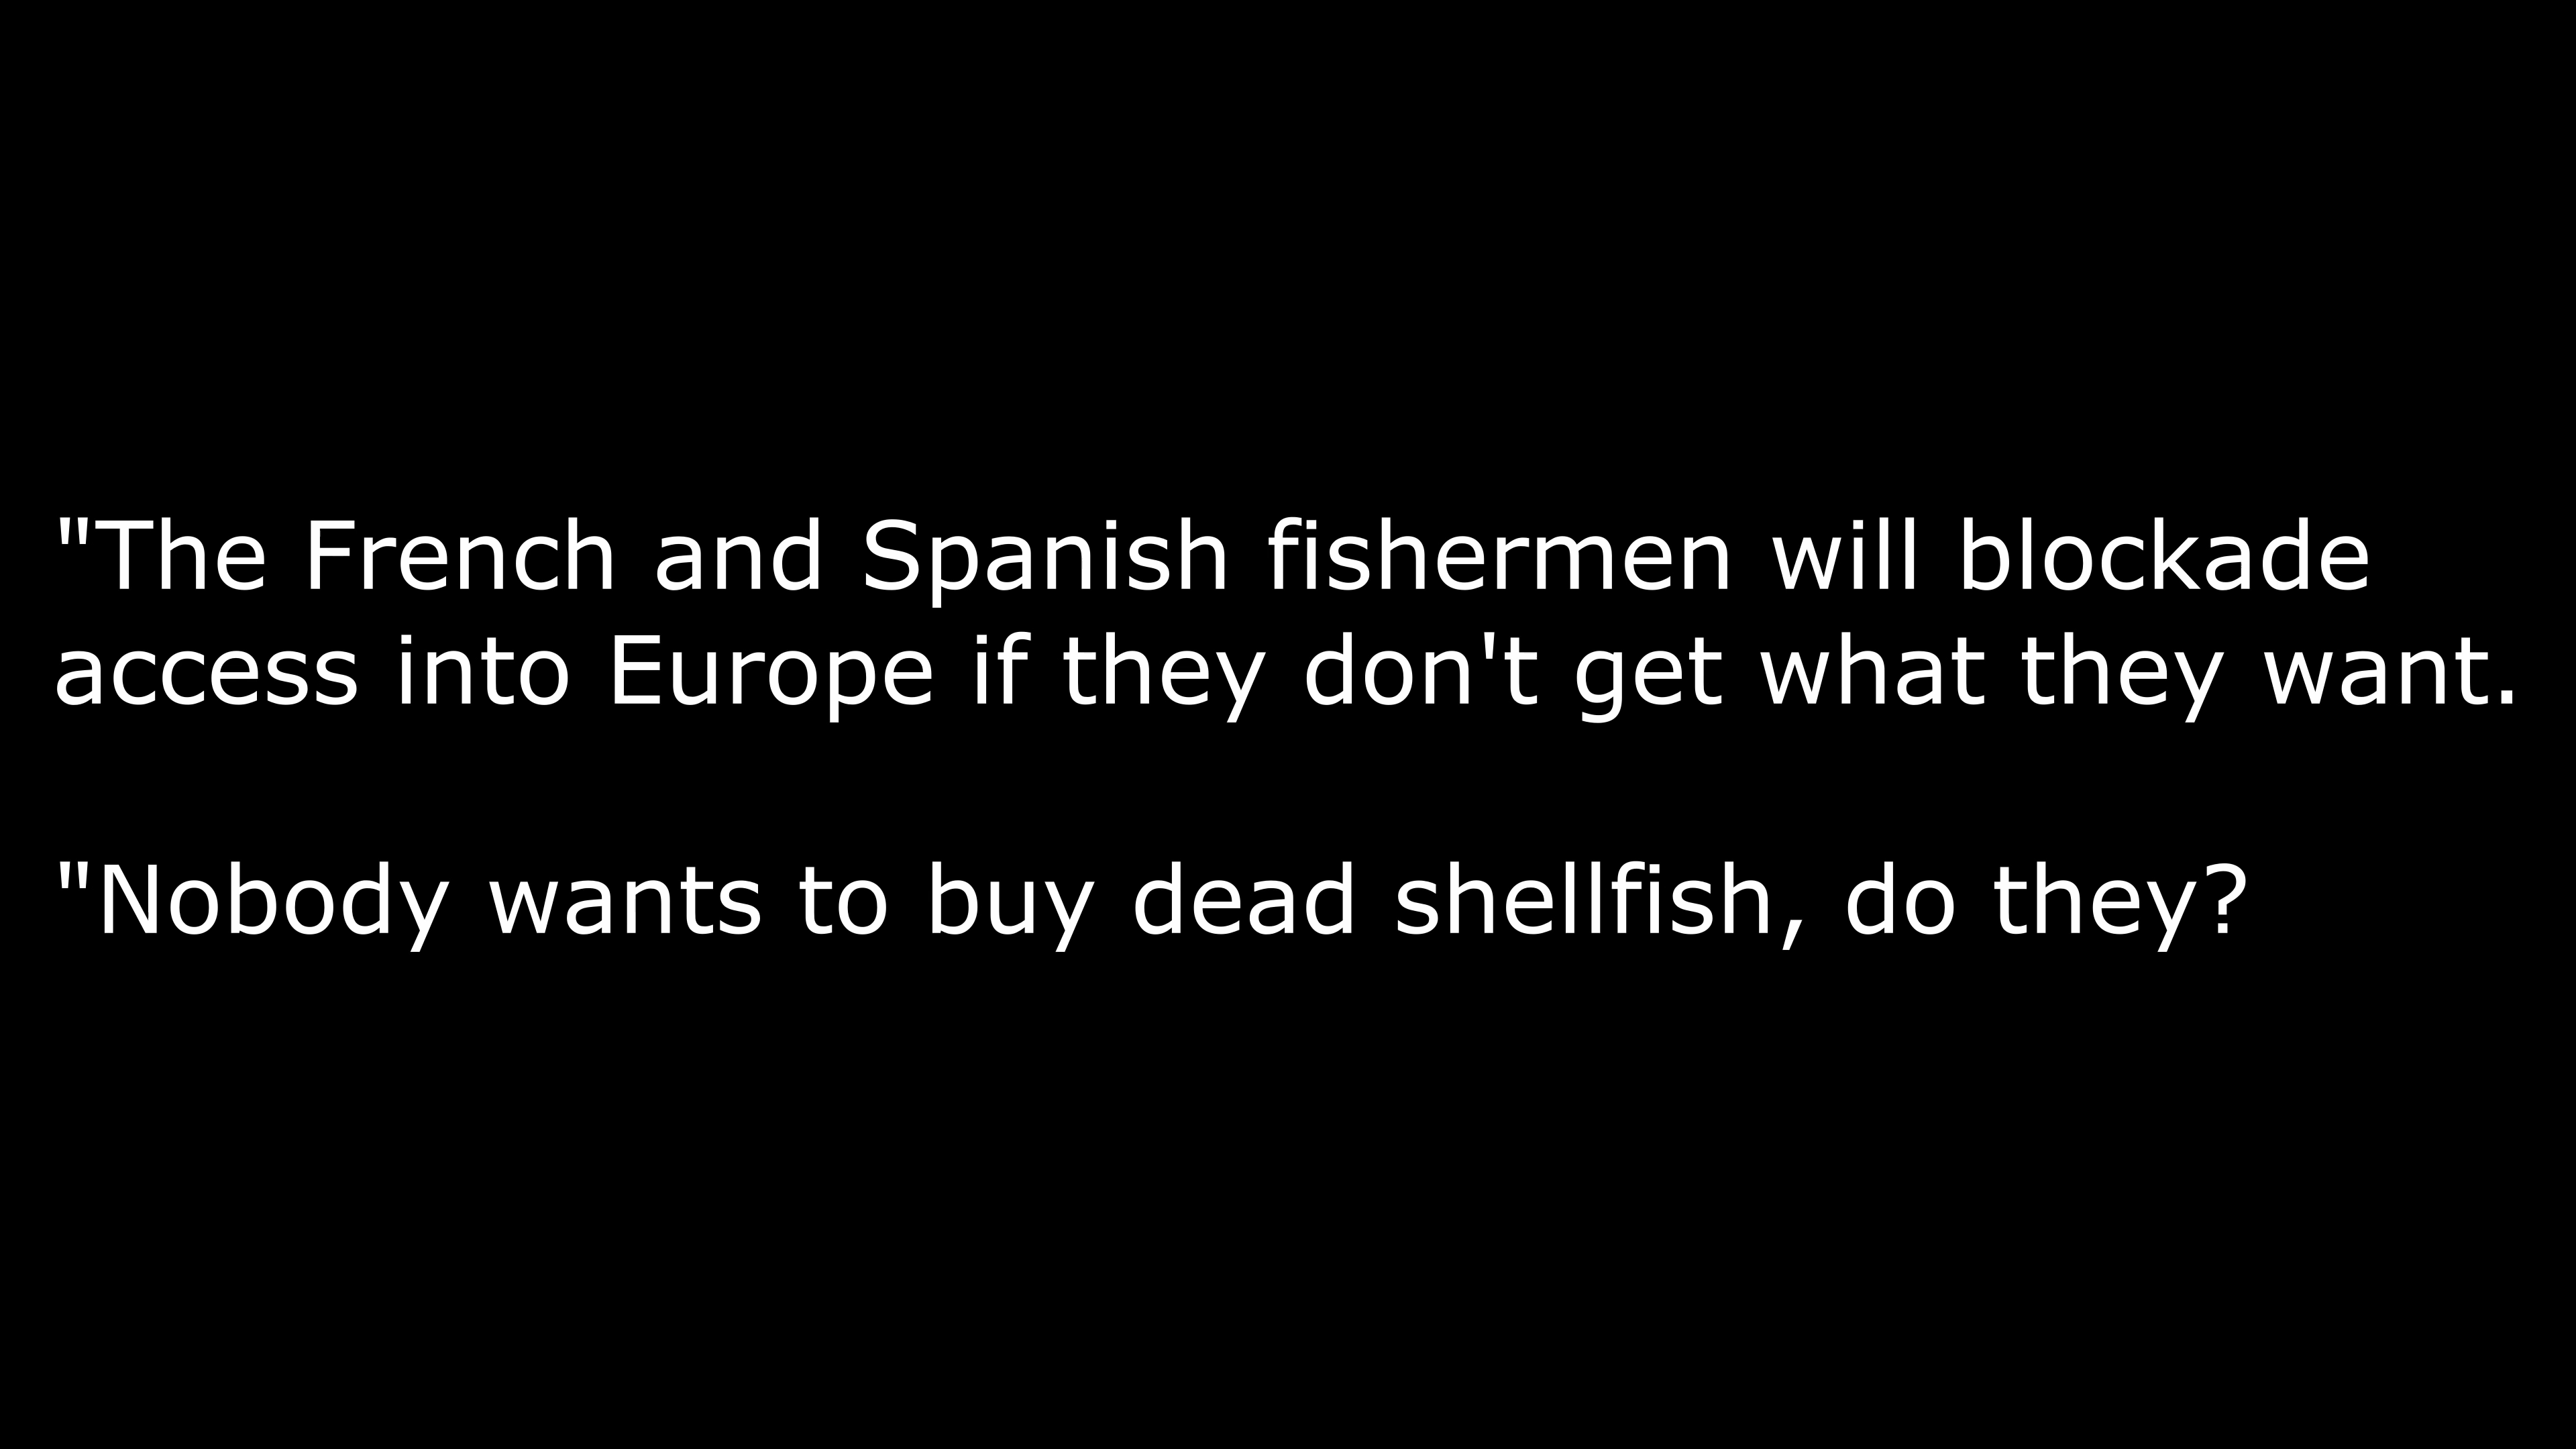 "The French and Spanish fishermen will blockade
access into Europe if they don't get what they want.
"Nobody wants to buy dead shellfish, do they?